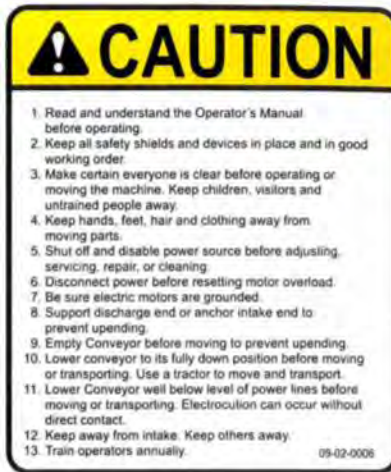 CAUTION
1. Read and understand the Operator's Manual
before operating.
2. Keep all safety shields and devices in place and in good
working order.
3. Make certain everyone is clear before operating or
moving the machine. Keep children, visitors and
untrained people away.
4. Keep hands, feet, hair and clothing away from
moving parts.
5. Shut off and disable power source before adjusting,
servicing, repair, or cleaning.
6. Disconnect power before resetting motor overload.
7. Be sure electric motors are grounded.
8. Support discharge end or anchor intake end to
prevent upending.
9. Empty Conveyor before moving to prevent upending.
10. Lower conveyor to its fully down position before moving
or transporting. Use a tractor to move and transport.
11. Lower Conveyor well below level of power lines before
moving or transporting. Electrocution can occur without
direct contact.
12. Keep away from intake. Keep others away.
13. Train operators annually. 09-02-0006